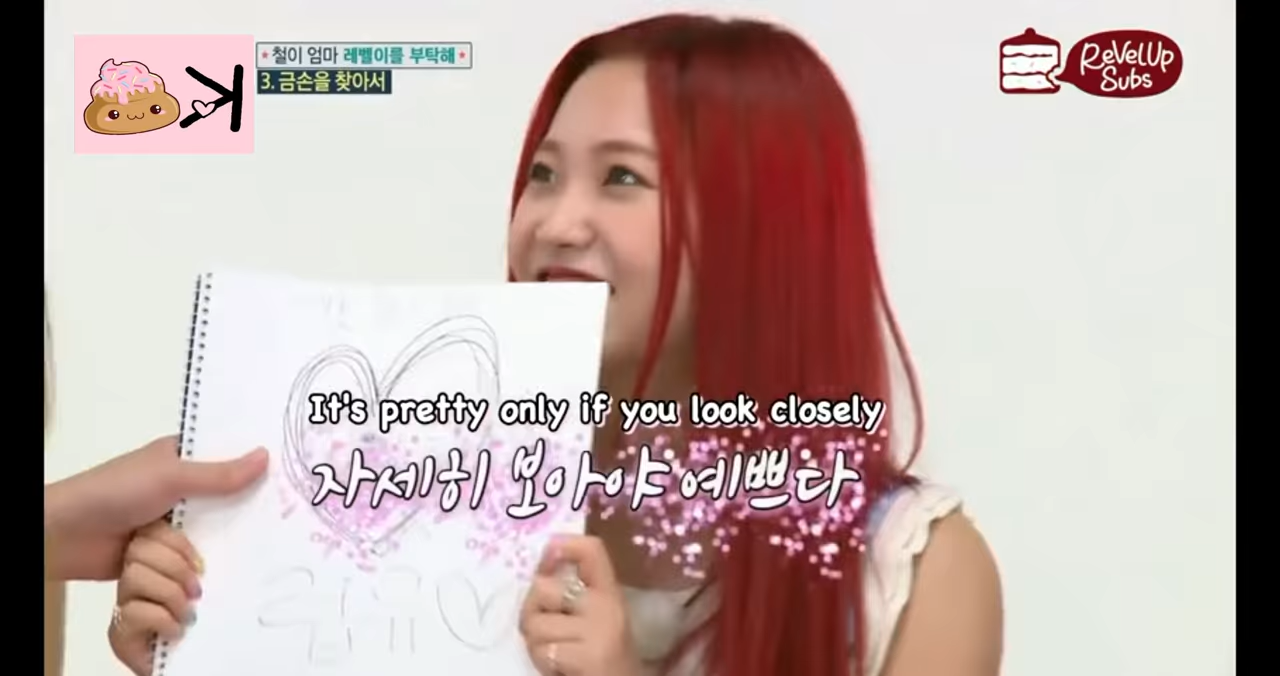 *철이 엄마 레벨이를 부탁해*
3. 금손을 찾아서
ReVelUp
Subs
It's pretty only if you look closely
자세히 보아야 예쁘다